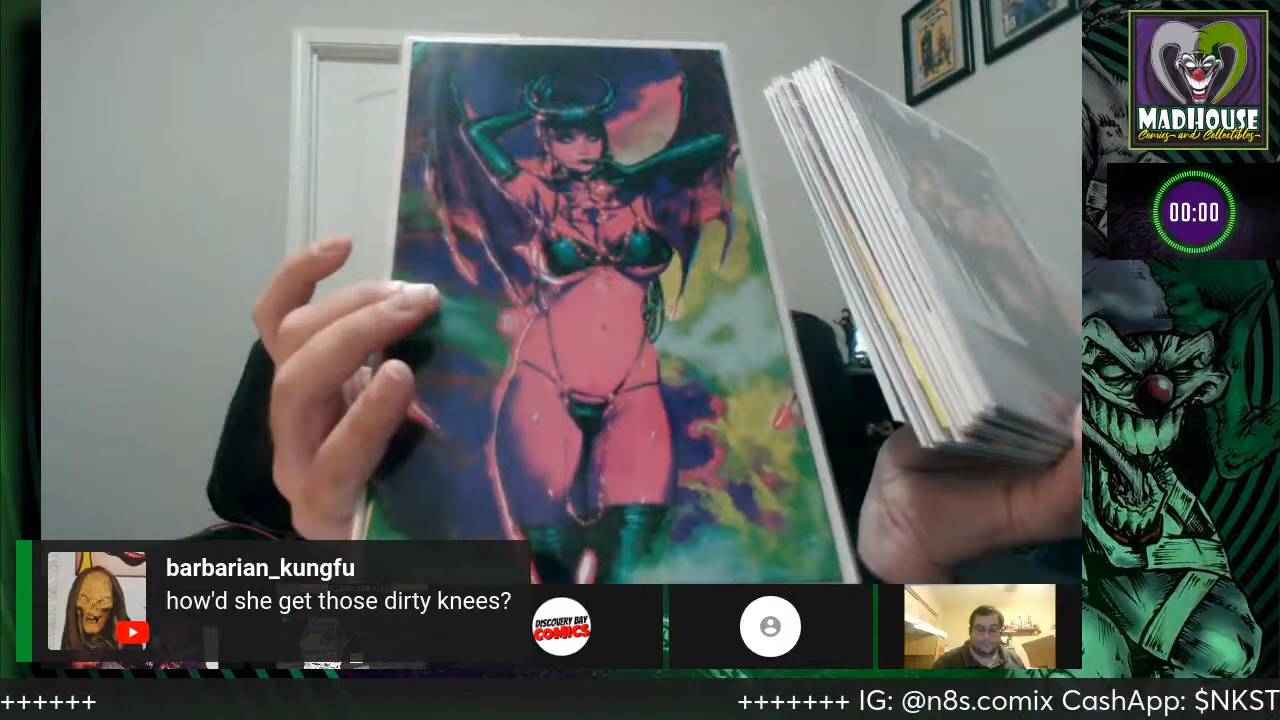 MADHOUSE
Comics and Collectibles
00:00
barbarian_kungfu
how'd she get those dirty knees?
DISCOVERY BAY
COMICS
++++++
+++++++ IG: @n8s.comix CashApp: $NKST